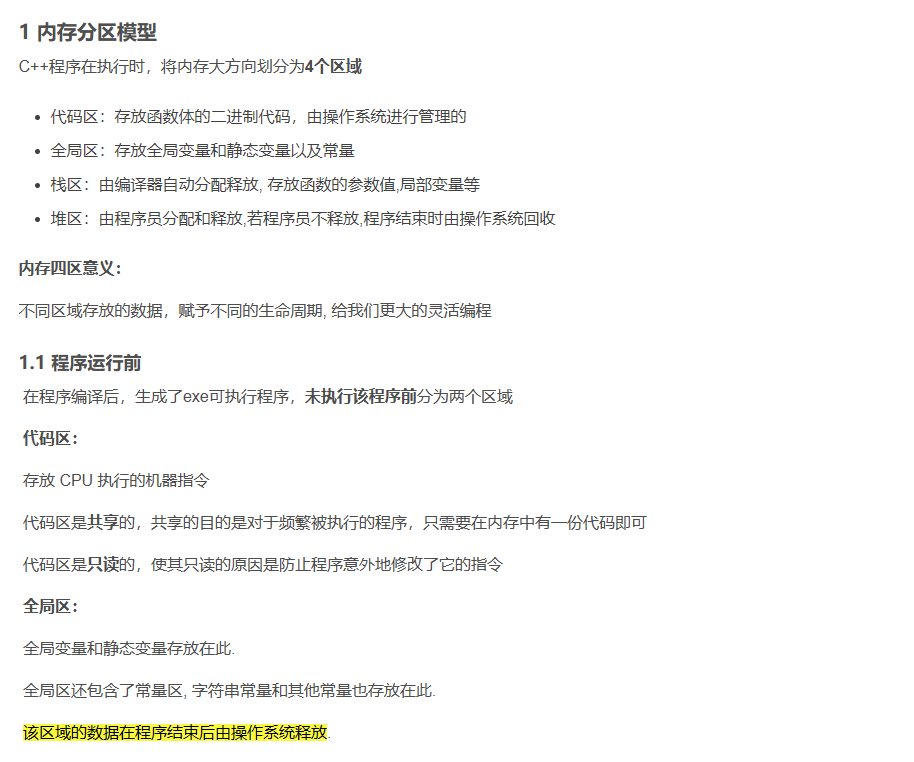 1 内存分区模型
C++程序在执行时，将内存大方向划分为4个区域
代码区：存放函数体的二进制代码，由操作系统进行管理的
全局区：存放全局变量和静态变量以及常量
栈区：由编译器自动分配释放, 存放函数的参数值,局部变量等
堆区：由程序员分配和释放,若程序员不释放,程序结束时由操作系统回收
内存四区意义：
不同区域存放的数据，赋予不同的生命周期, 给我们更大的灵活编程
1.1 程序运行前
在程序编译后，生成了exe可执行程序，未执行该程序前分为两个区域
代码区：
存放 CPU 执行的机器指令
代码区是共享的，共享的目的是对于频繁被执行的程序，只需要在内存中有一份代码即可
代码区是只读的，使其只读的原因是防止程序意外地修改了它的指令
全局区：
全局变量和静态变量存放在此.
全局区还包含了常量区, 字符串常量和其他常量也存放在此.
该区域的数据在程序结束后由操作系统释放.